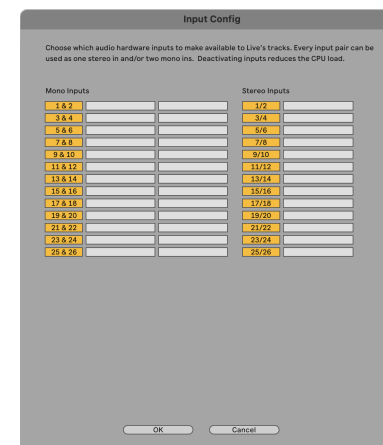 Input Config
Choose which audio hardware inputs to make available to Live's tracks. Every input pair can be
used as one stereo in and/or two mono ins. Deactivating inputs reduces the CPU load.
Mono Inputs
Stereo Inputs
1 & 2
1/2
3 & 4
3/4
5 & 6
5/6
7 & 8
7/8
9 & 10
9/10
11 & 12
11/12
13 & 14
13/14
15 & 16
15/16
17 & 18
17/18
19 & 20
19/20
21 & 22
21/22
23 & 24
23/24
25 & 26
25/26
OK
Cancel